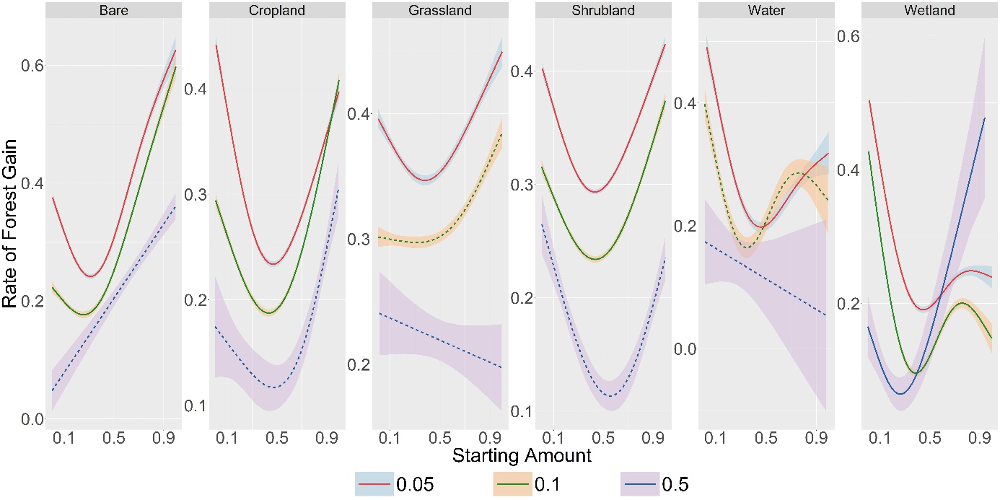 Bare Cropland Grassland Shrubland Water Wetland
Rate of Forest Gain
0.6 0.4 0.2 0.0
0.4 0.3 0.2 0.1
0.4 0.3 0.2
0.4 0.3 0.2 0.1
0.4 0.2 0.0
0.6 0.4 0.2
0.1 0.5 0.9 0.1 0.5 0.9 0.1 0.5 0.9 0.1 0.5 0.9 0.1 0.5 0.9 0.1 0.5 0.9
Starting Amount
0.05 0.1 0.5